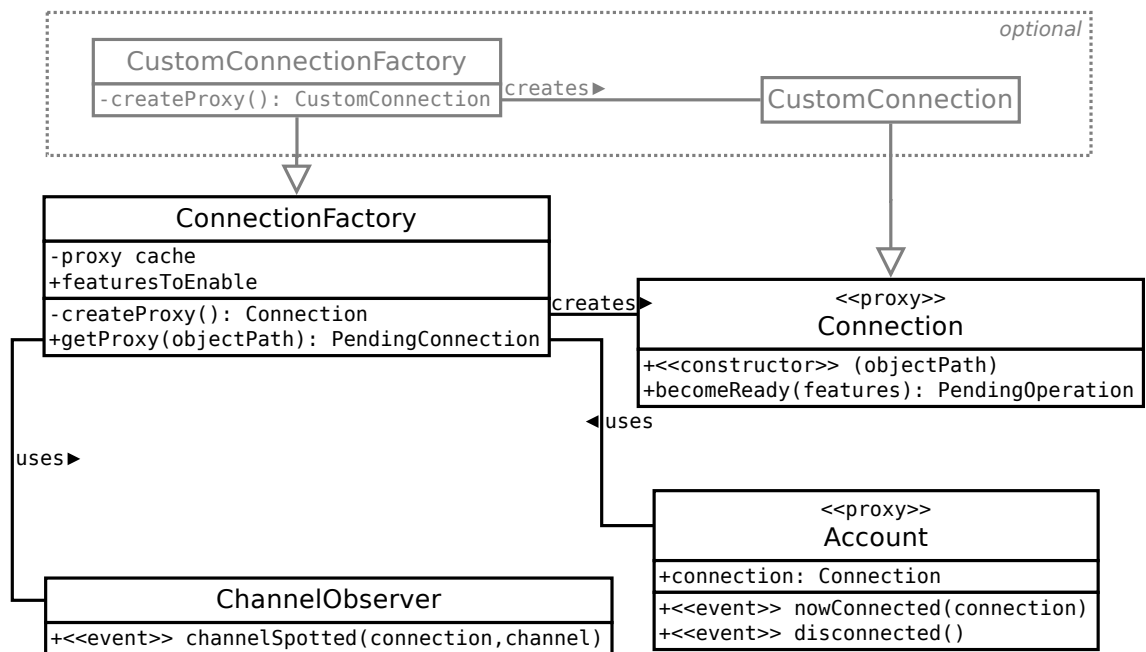 optional
CustomConnectionFactory
-createProxy(): CustomConnection
creates►
CustomConnection
ConnectionFactory
-proxy cache
+featuresToEnable
-createProxy(): Connection
+getProxy(objectPath): PendingConnection
creates►
<<proxy>>
Connection
+<<constructor>> (objectPath)
+becomeReady(features): PendingOperation
◄uses
uses►
<<proxy>>
Account
+connection: Connection
+<<event>> nowConnected(connection)
+<<event>> disconnected()
ChannelObserver
+<<event>> channelSpotted(connection,channel)